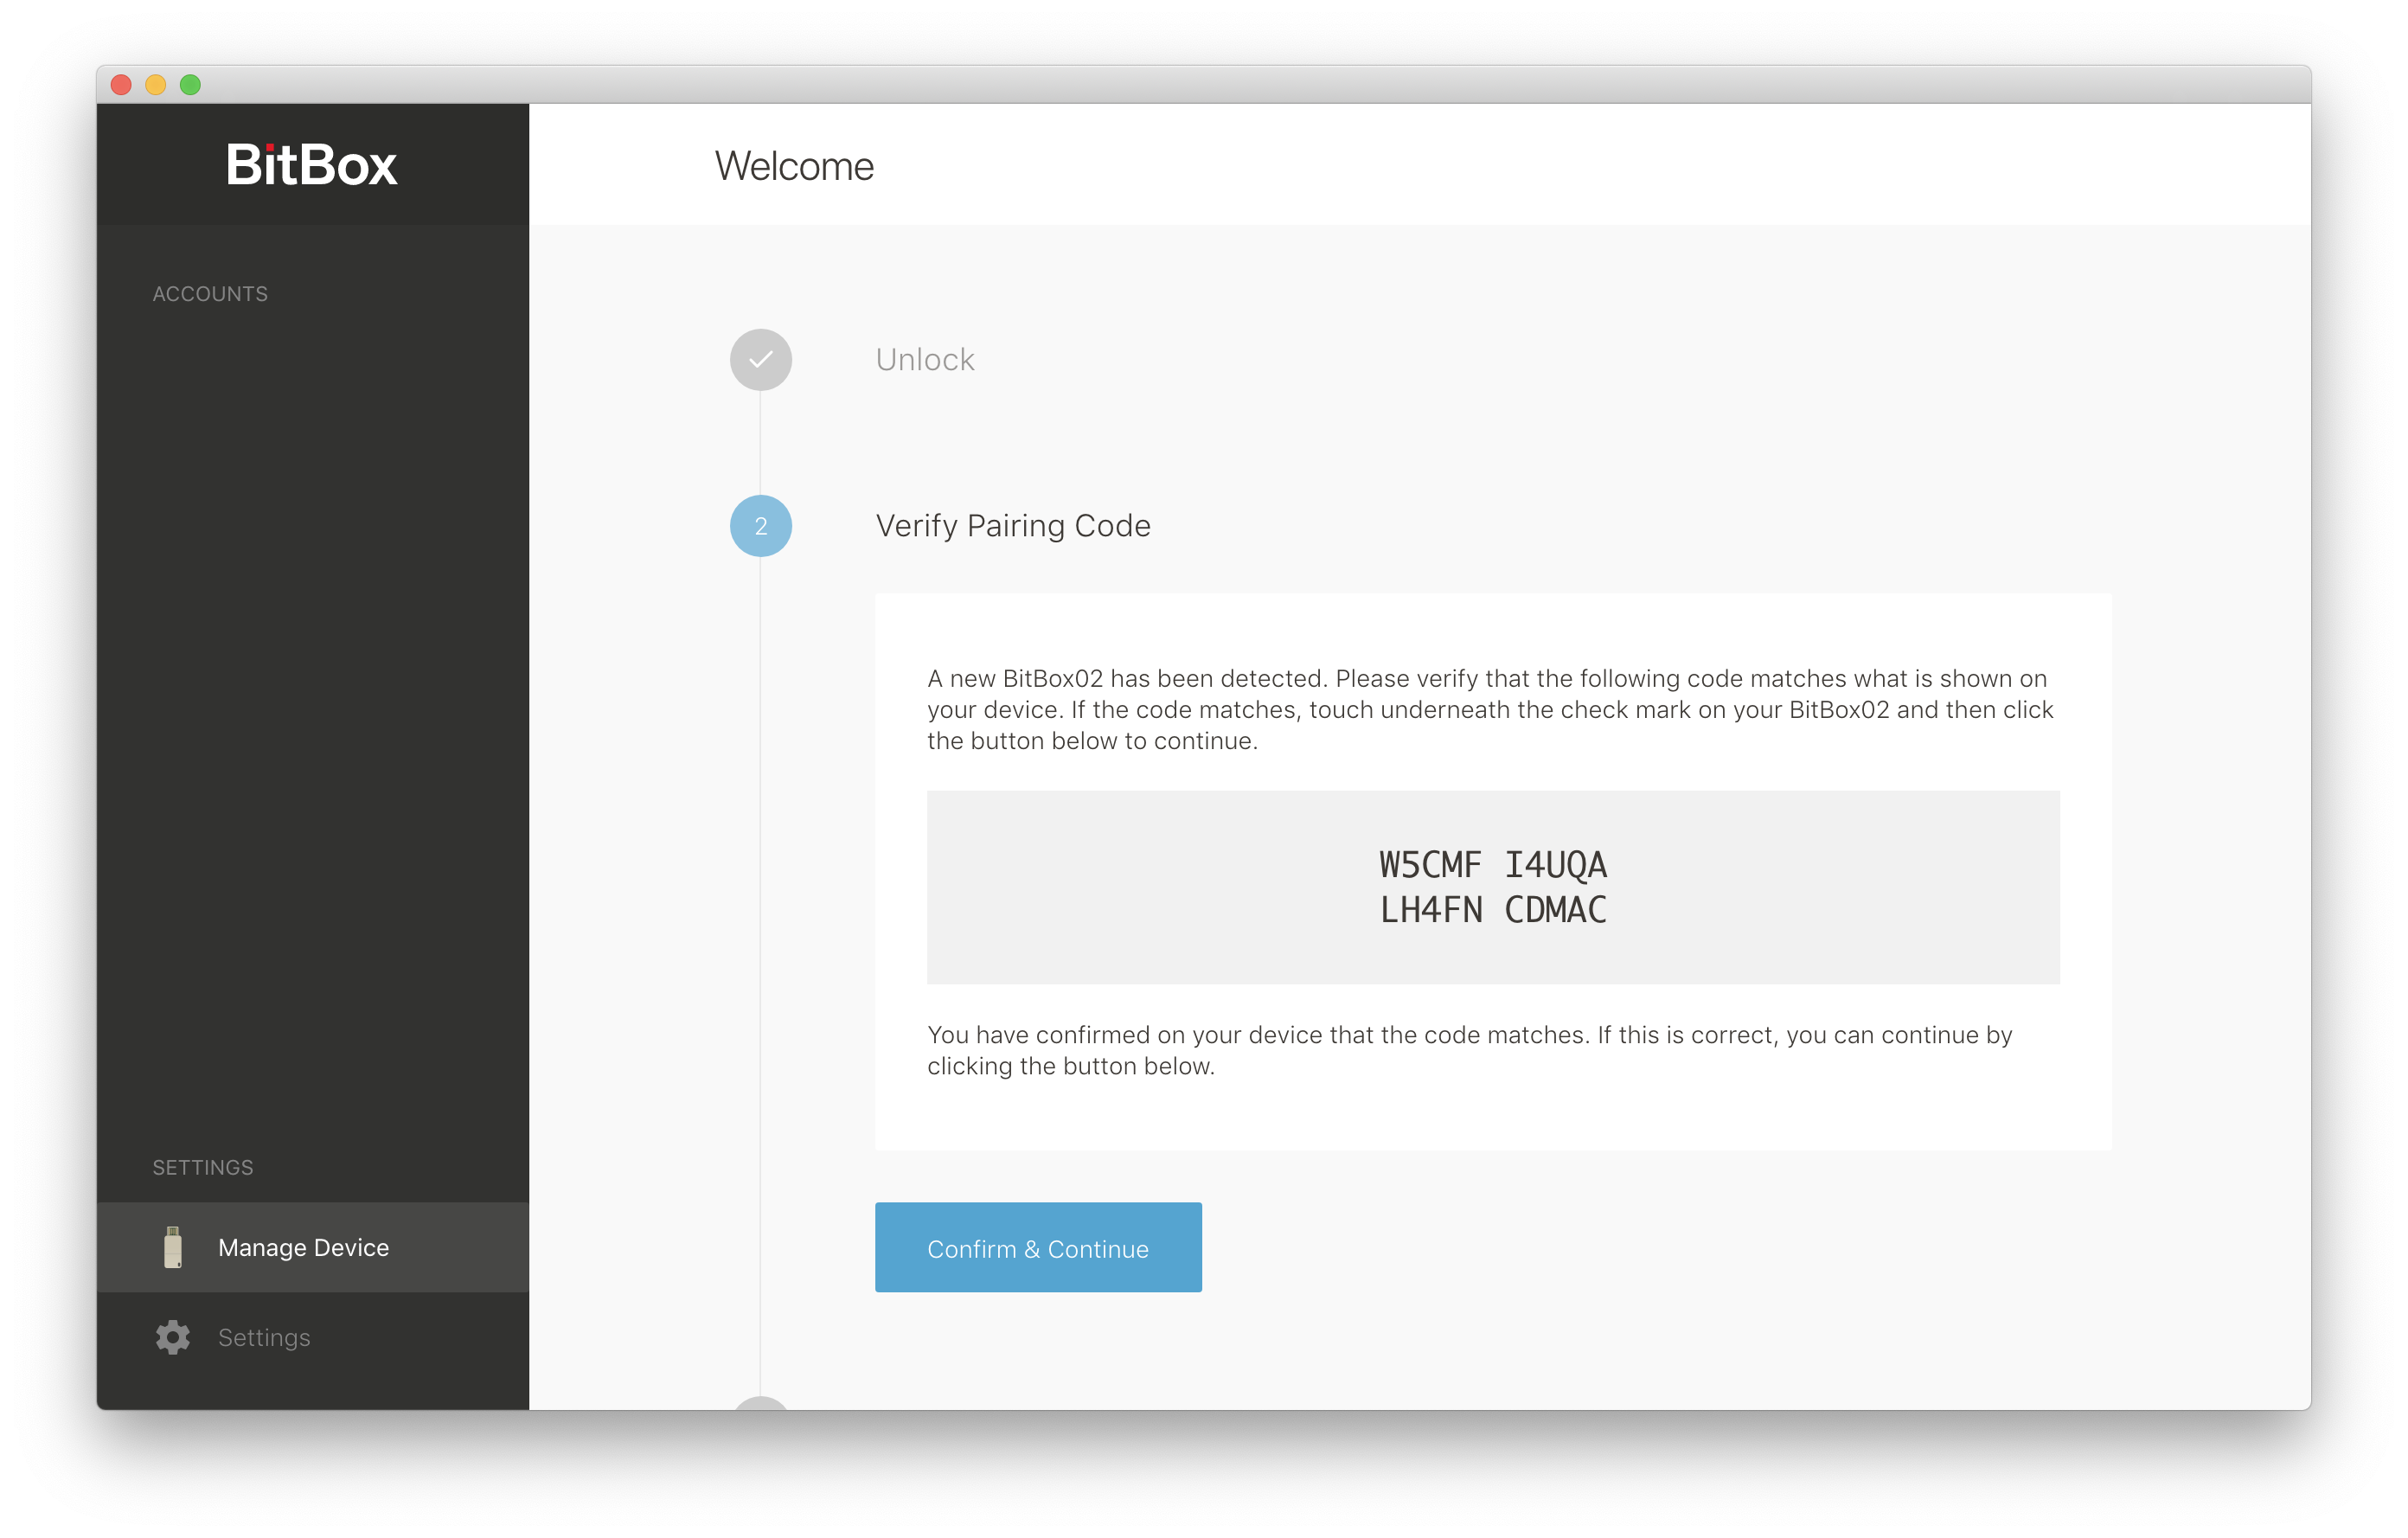 BitBox
Welcome
ACCOUNTS
Unlock
2
Verify Pairing Code
A new BitBox02 has been detected. Please verify that the following code matches what is shown on
your device. If the code matches, touch underneath the check mark on your BitBox02 and then click
the button below to continue.
W5CMF I4UQA
LH4FN CDMAC
You have confirmed on your device that the code matches. If this is correct, you can continue by
clicking the button below.
SETTINGS
Manage Device
Confirm & Continue
Settings